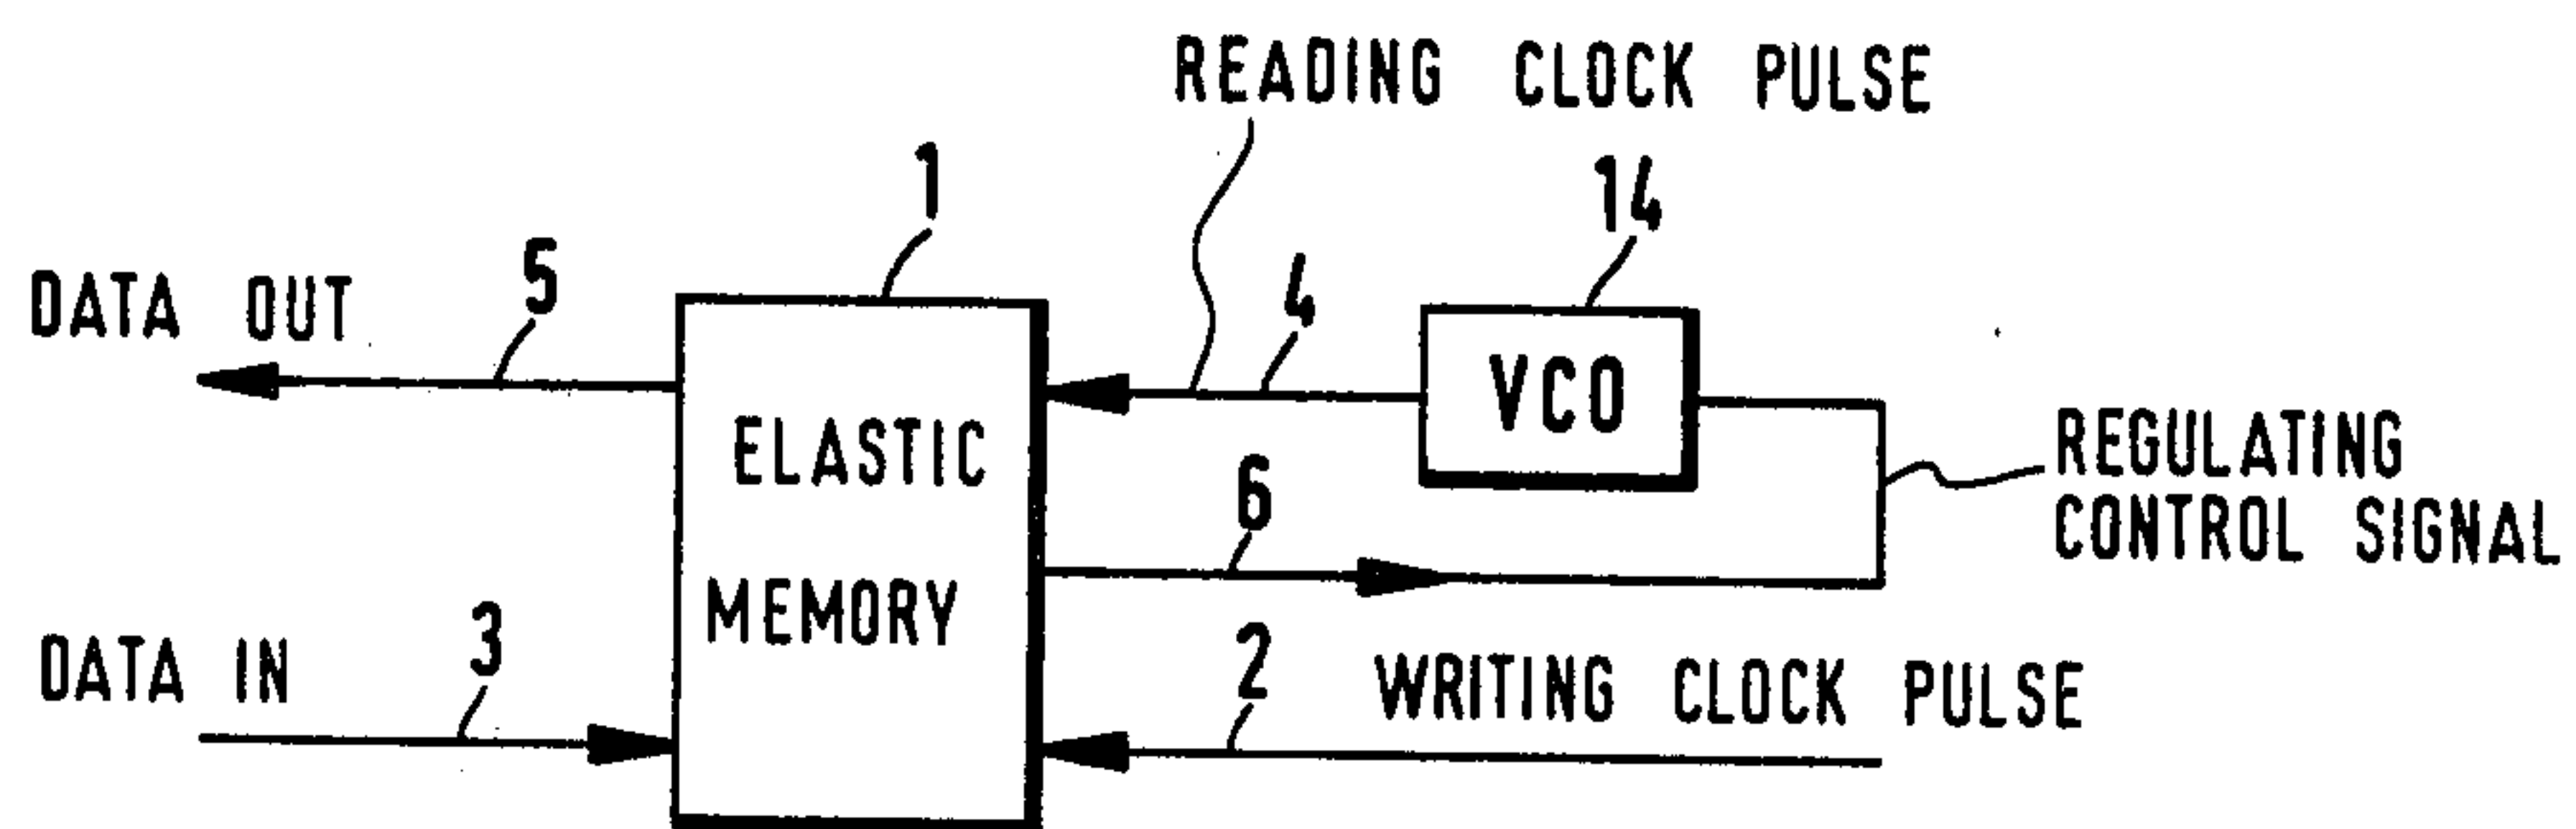 READING CLOCK PULSE
1
14
5
4
DATA OUT
VCO
ELASTIC
MEMORY
6
REGULATING
CONTROL SIGNAL
3
2
DATA IN
WRITING CLOCK PULSE